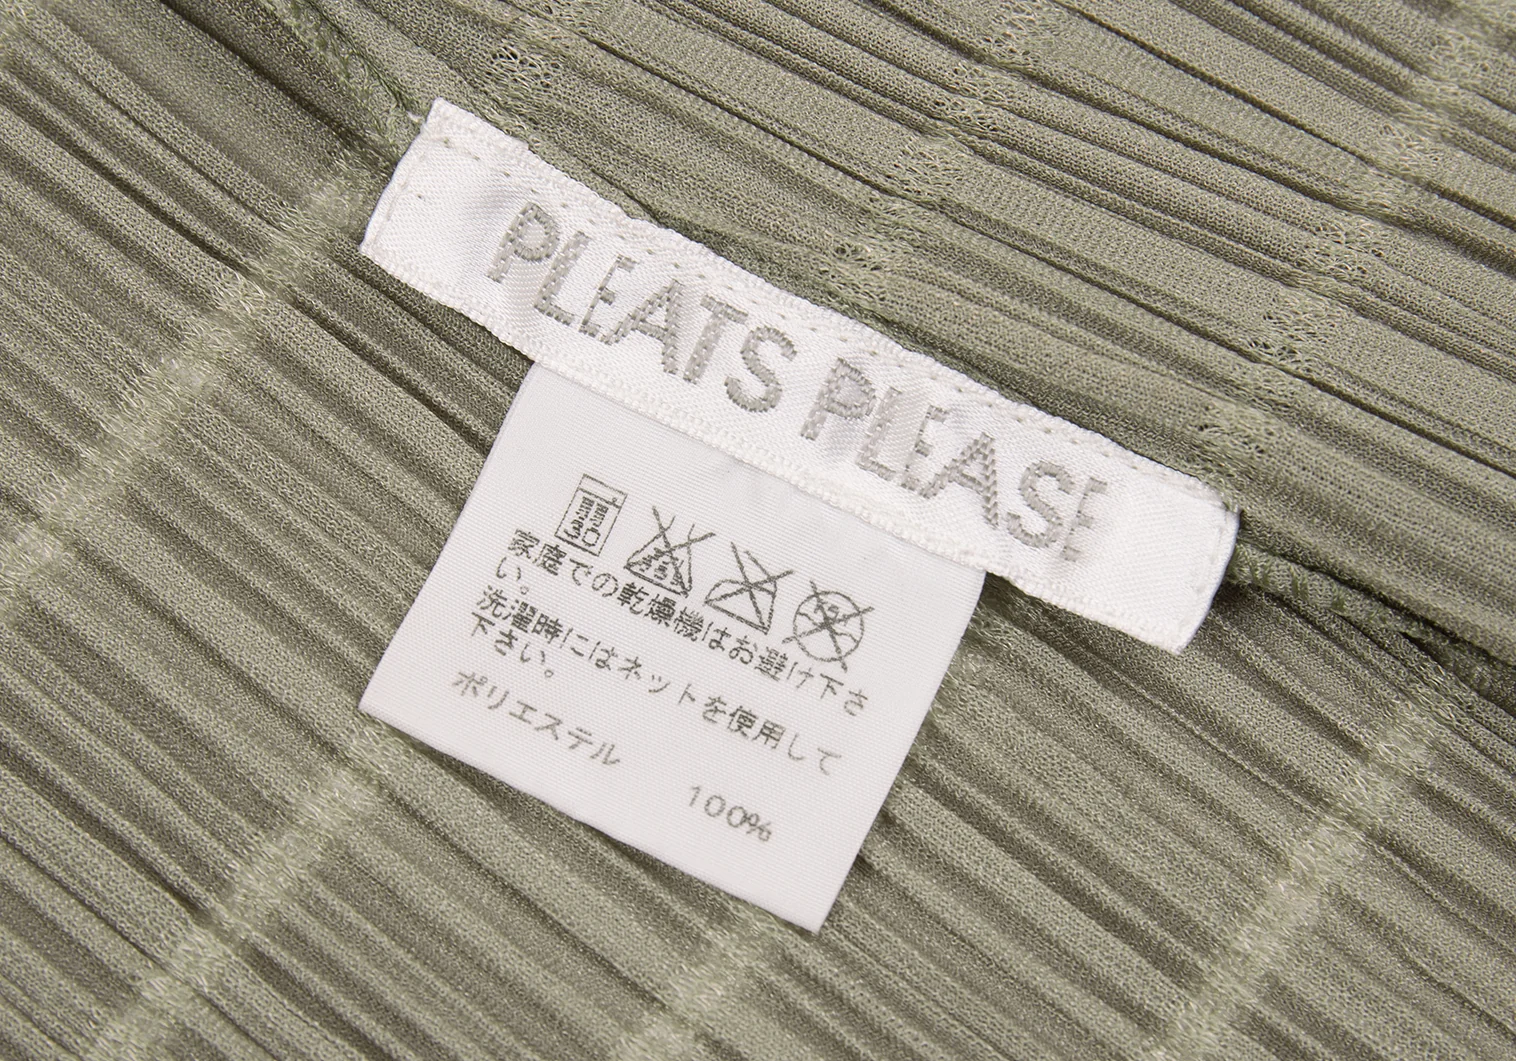 PLEATS PLEASE
家庭での乾燥機はお避け下さ
い。
洗濯時にはネットを使用して
下さい。
ポリエステル 100%